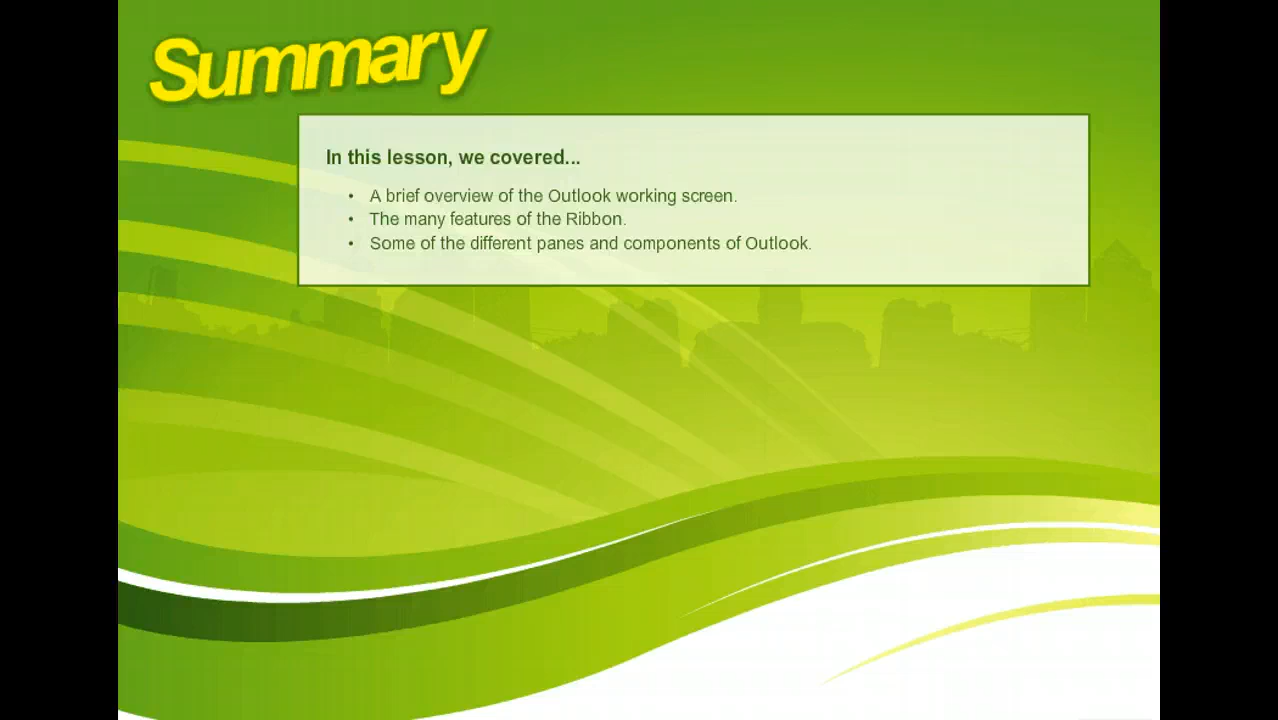 Summary
In this lesson, we covered...
• A brief overview of the Outlook working screen.
• The many features of the Ribbon.
• Some of the different panes and components of Outlook.